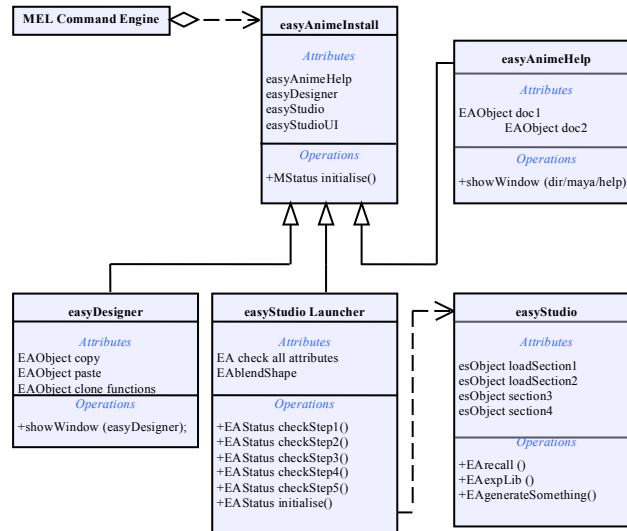 MEL Command Engine
easyAnimeInstall
Attributes
easyAnimeHelp
easyDesigner
easyStudio
easyStudioUI
Operations
+MStatus initialise()
easyAnimeHelp
Attributes
EAObject doc1
EAObject doc2
Operations
+showWindow (dir/maya/help)
easyDesigner
Attributes
EAObject copy
EAObject paste
EAObject clone functions
Operations
+showWindow (easyDesigner);
easyStudio Launcher
Attributes
EA check all attributes
EAblendShape
Operations
+EAStatus checkStep1()
+EAStatus checkStep2()
+EAStatus checkStep3()
+EAStatus checkStep4()
+EAStatus checkStep5()
+EAStatus initialise()
easyStudio
Attributes
esObject loadSection1
esObject loadSection2
esObject section3
esObject section4
Operations
+EArecall ()
+EAexpLib ()
+EAgenerateSomething()